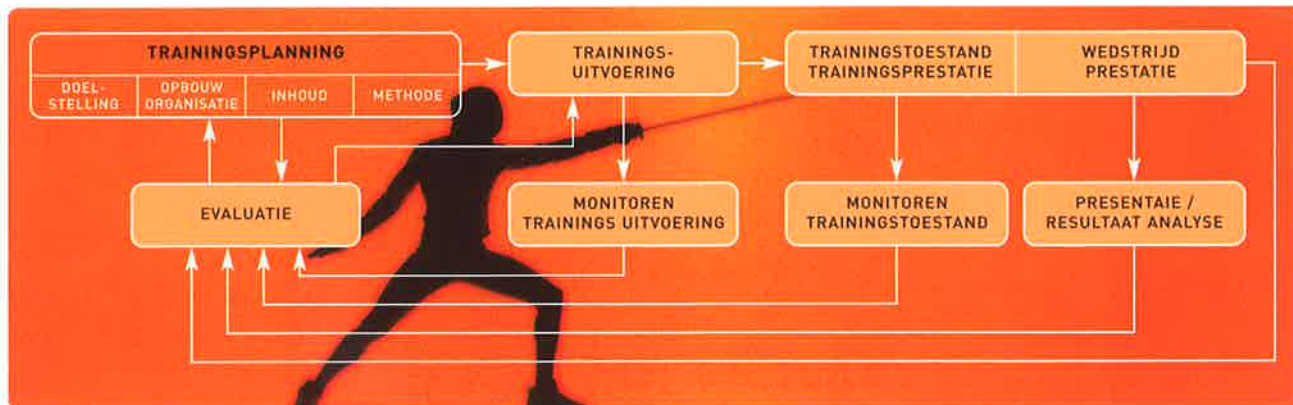 TRAININGSPLANNING
DOEL-
STELLING
OPBOUW
ORGANISATIE
INHOUD
METHODE
TRAININGS-
UITVOERING
TRAININGSTOESTAND
TRAININGSPRESTATIE
WEDSTRIJD
PRESTATIE
EVALUATIE
MONITOREN
TRAININGS UITVOERING
MONITOREN
TRAININGSTOESTAND
PRESENTAIE /
RESULTAAT ANALYSE